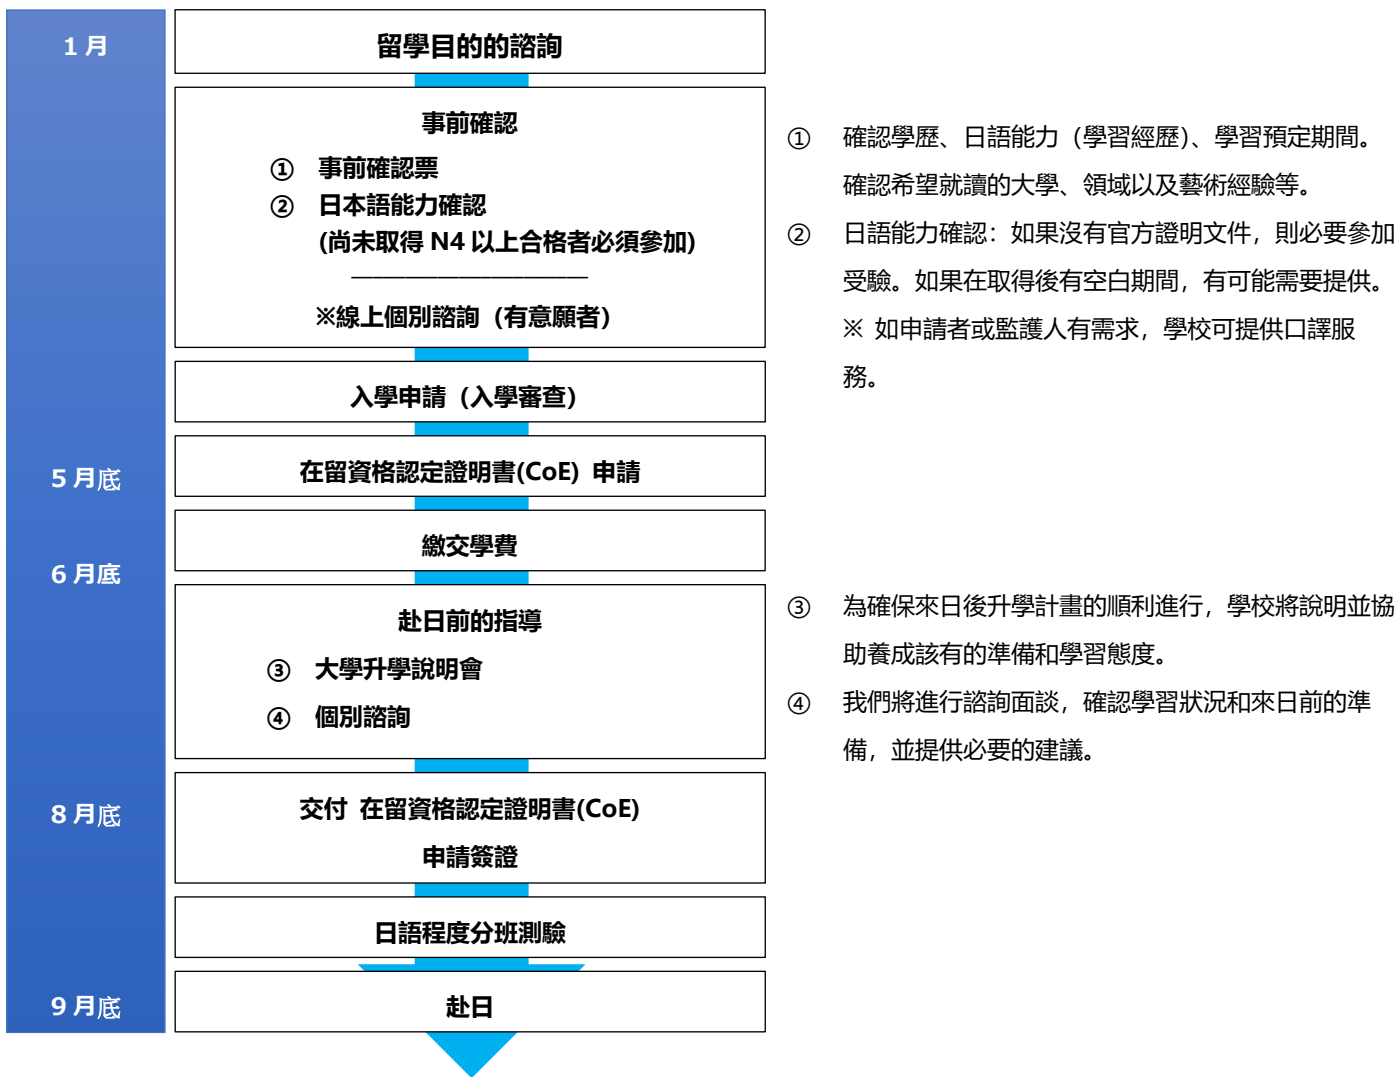 1 月
留學目的的諮詢
事前確認
① 事前確認票
② 日本語能力確認
(尚未取得 N4 以上合格者必須參加)
※線上個別諮詢（有意願者）
① 確認學歷、日語能力（學習經歷）、學習預定期間。
確認希望就讀的大學、領域以及藝術經驗等。
② 日語能力確認：如果沒有官方證明文件，則必要參加
受驗。如果在取得後有空白期間，有可能需要提供。
※ 如申請者或監護人有需求，學校可提供口譯服
務。
入學申請（入學審查）
5 月底
在留資格認定證明書(CoE) 申請
繳交學費
6 月底
赴日前的指導
③ 大學升學說明會
④ 個別諮詢
③ 為確保來日後升學計畫的順利進行，學校將說明並協
助養成該有的準備和學習態度。
④ 我們將進行諮詢面談，確認學習狀況和來日前的準
備，並提供必要的建議。
8 月底
交付 在留資格認定證明書(CoE)
申請簽證
日語程度分班測驗
9 月底
赴日